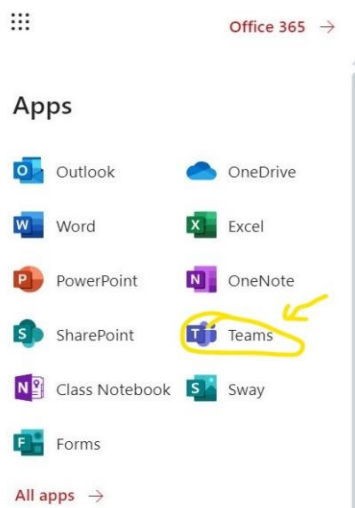 Office 365 →
Apps
Outlook
OneDrive
Word
Excel
PowerPoint
OneNote
SharePoint
Teams
Class Notebook
Sway
Forms
All apps →